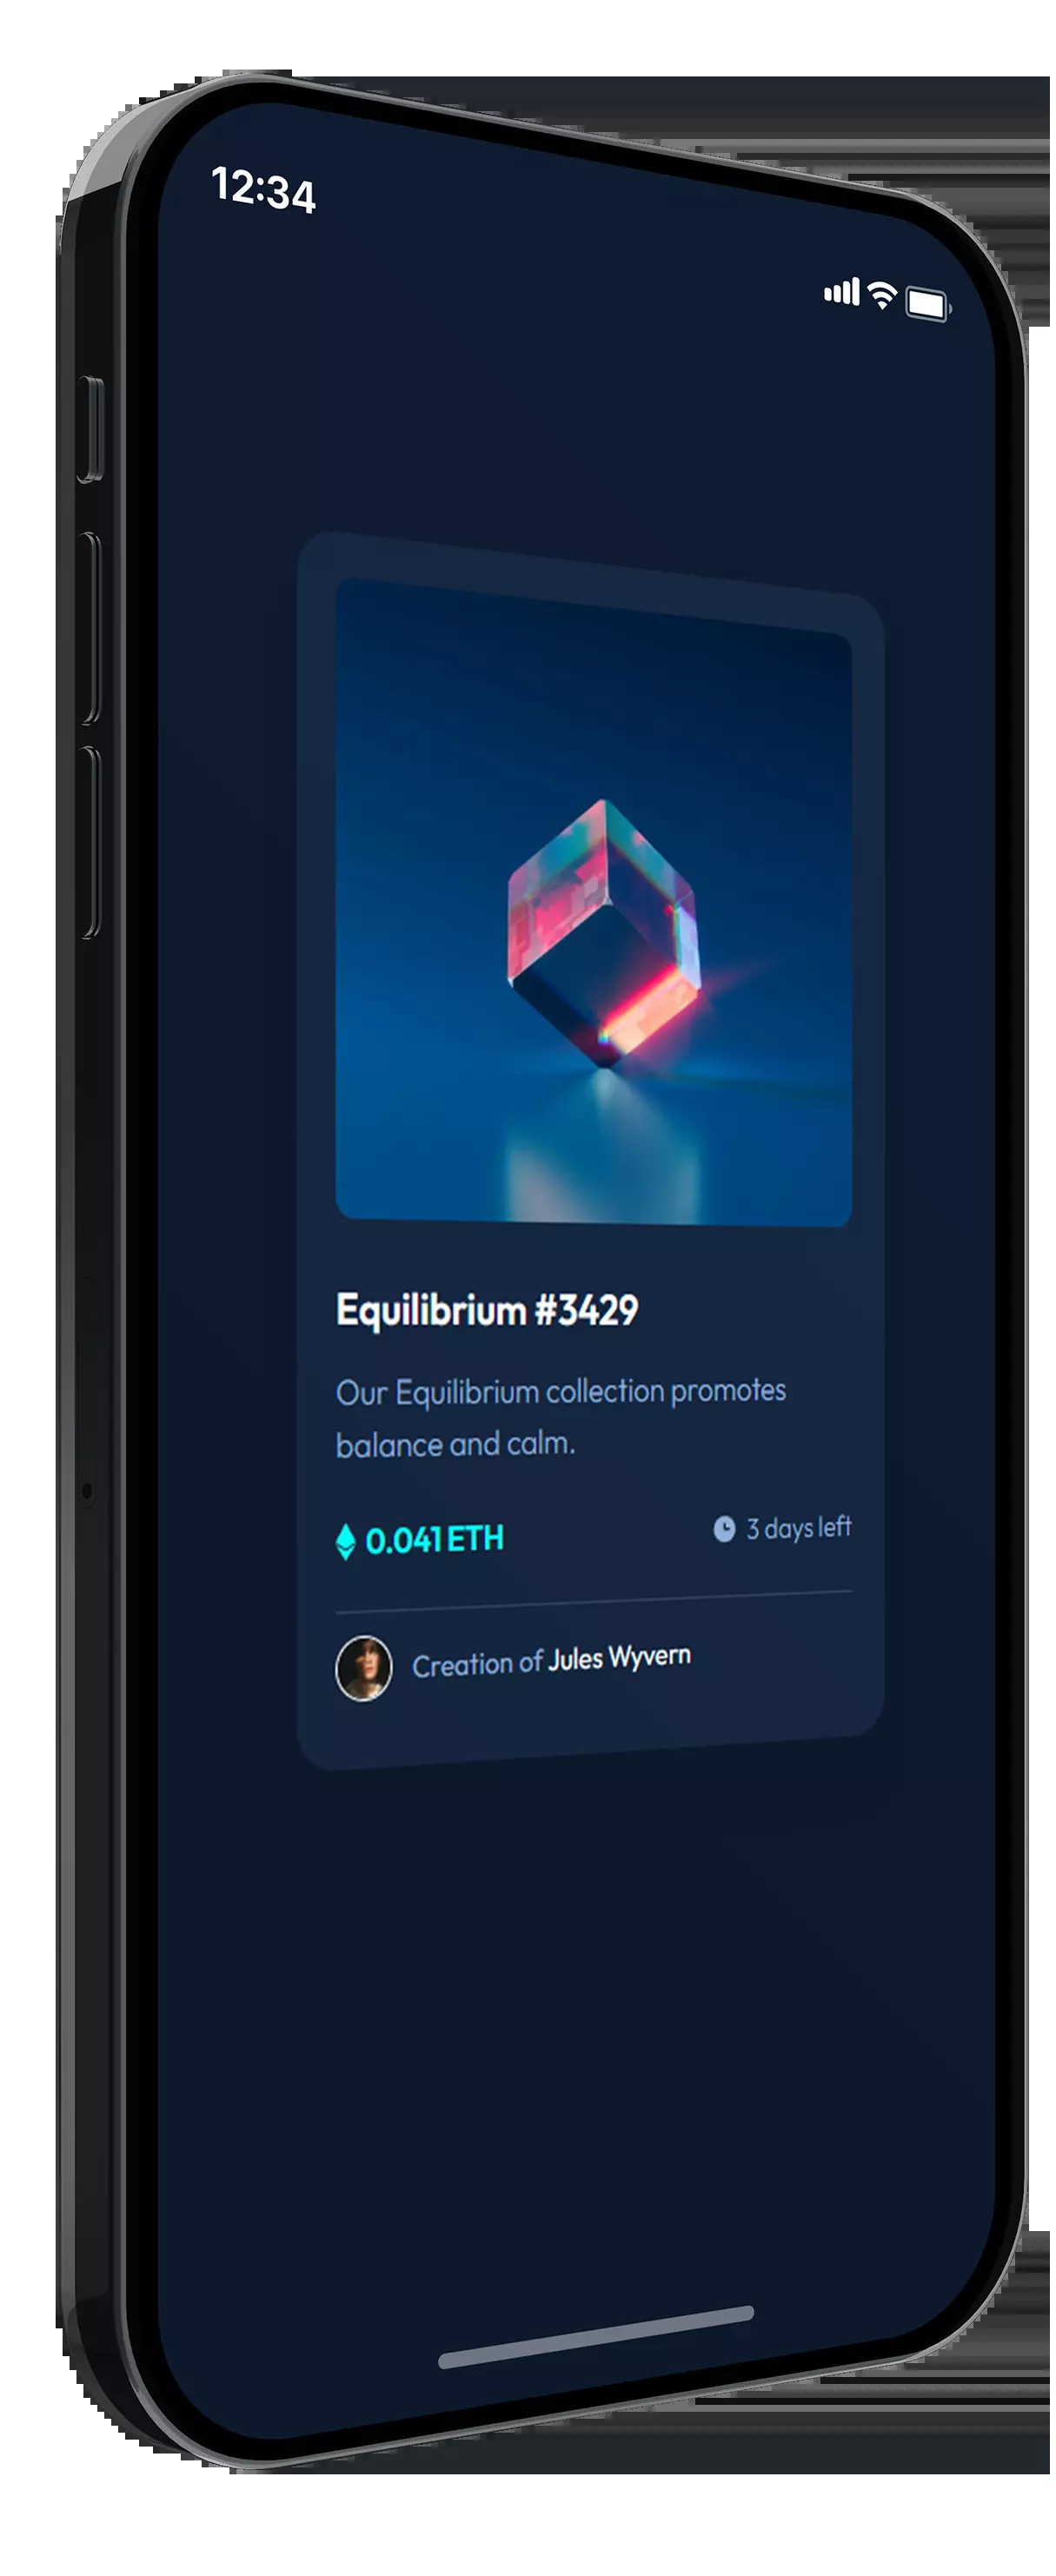 12:34
Equilibrium #3429
Our Equilibrium collection promotes
balance and calm.
0.041 ETH
3 days left
Creation of Jules Wyvern